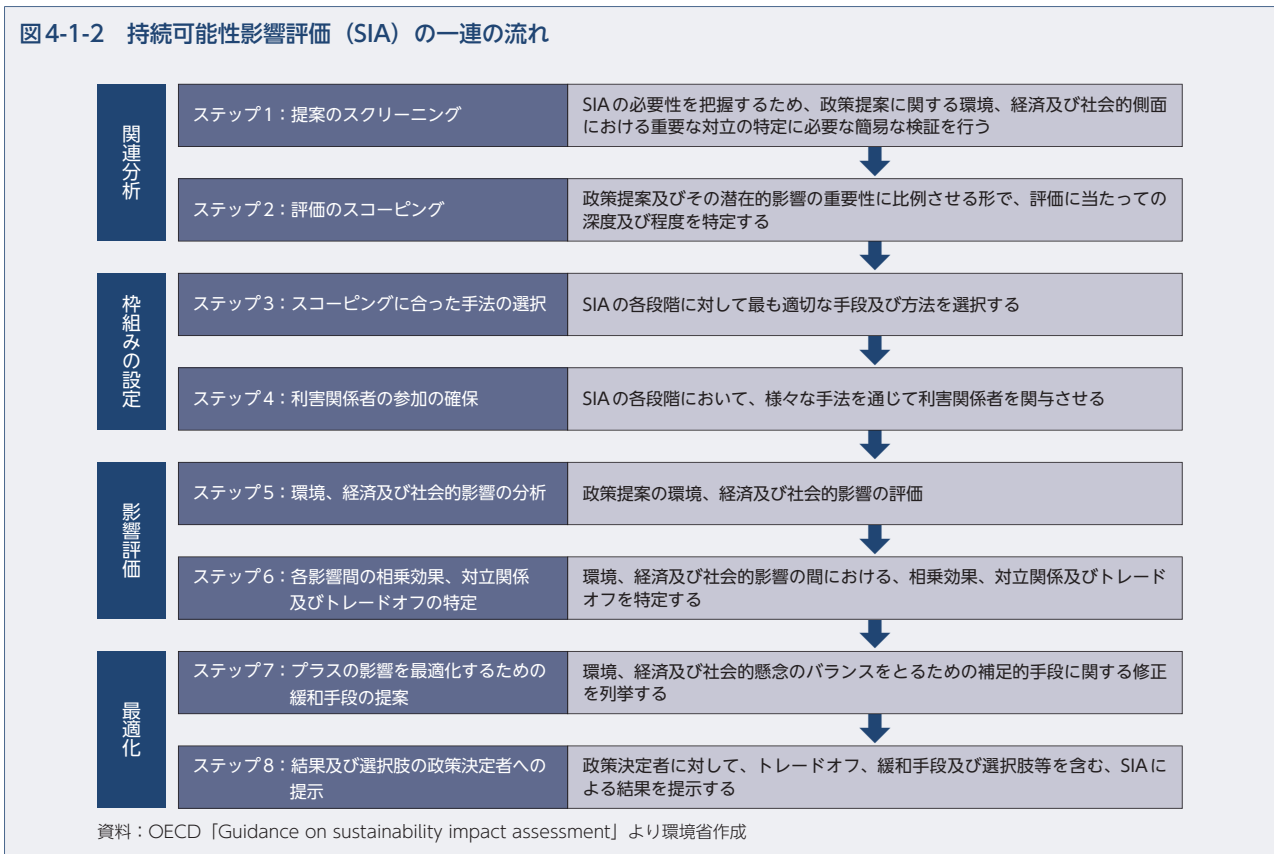 図4-1-2　持続可能性影響評価（SIA）の一連の流れ
関連分析
ステップ1：提案のスクリーニング
SIAの必要性を把握するため、政策提案に関する環境、経済及び社会的側面
における重要な対立の特定に必要な簡易な検証を行う
ステップ2：評価のスコーピング
政策提案及びその潜在的影響の重要性に比例させる形で、評価に当たっての
深度及び程度を特定する
枠組みの設定
ステップ3：スコーピングに合った手法の選択
SIAの各段階に対して最も適切な手段及び方法を選択する
ステップ4：利害関係者の参加の確保
SIAの各段階において、様々な手法を通じて利害関係者を関与させる
影響評価
ステップ5：環境、経済及び社会的影響の分析
政策提案の環境、経済及び社会的影響の評価
ステップ6：各影響間の相乗効果、対立関係
及びトレードオフの特定
環境、経済及び社会的影響の間における、相乗効果、対立関係及びトレード
オフを特定する
最適化
ステップ7：プラスの影響を最適化するための
緩和手段の提案
環境、経済及び社会的懸念のバランスをとるための補足的手段に関する修正
を列挙する
ステップ8：結果及び選択肢の政策決定者への
提示
政策決定者に対して、トレードオフ、緩和手段及び選択肢等を含む、SIAに
よる結果を提示する
資料：OECD「Guidance on sustainability impact assessment」より環境省作成